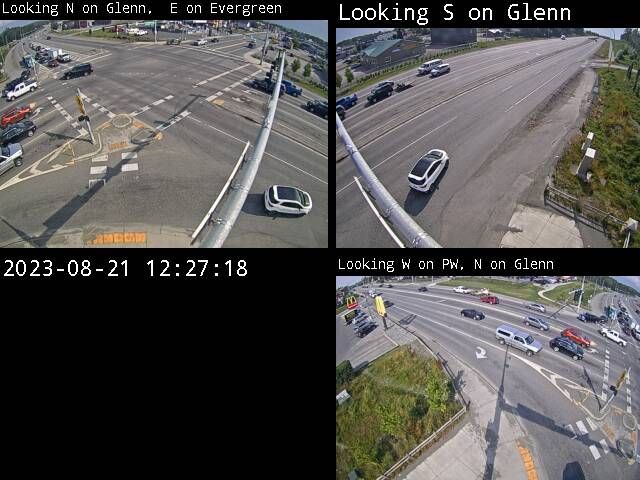 Looking N on Glenn, E on Evergreen
Looking S on Glenn
2023-08-21 12:27:18
Looking W on PW, N on Glenn